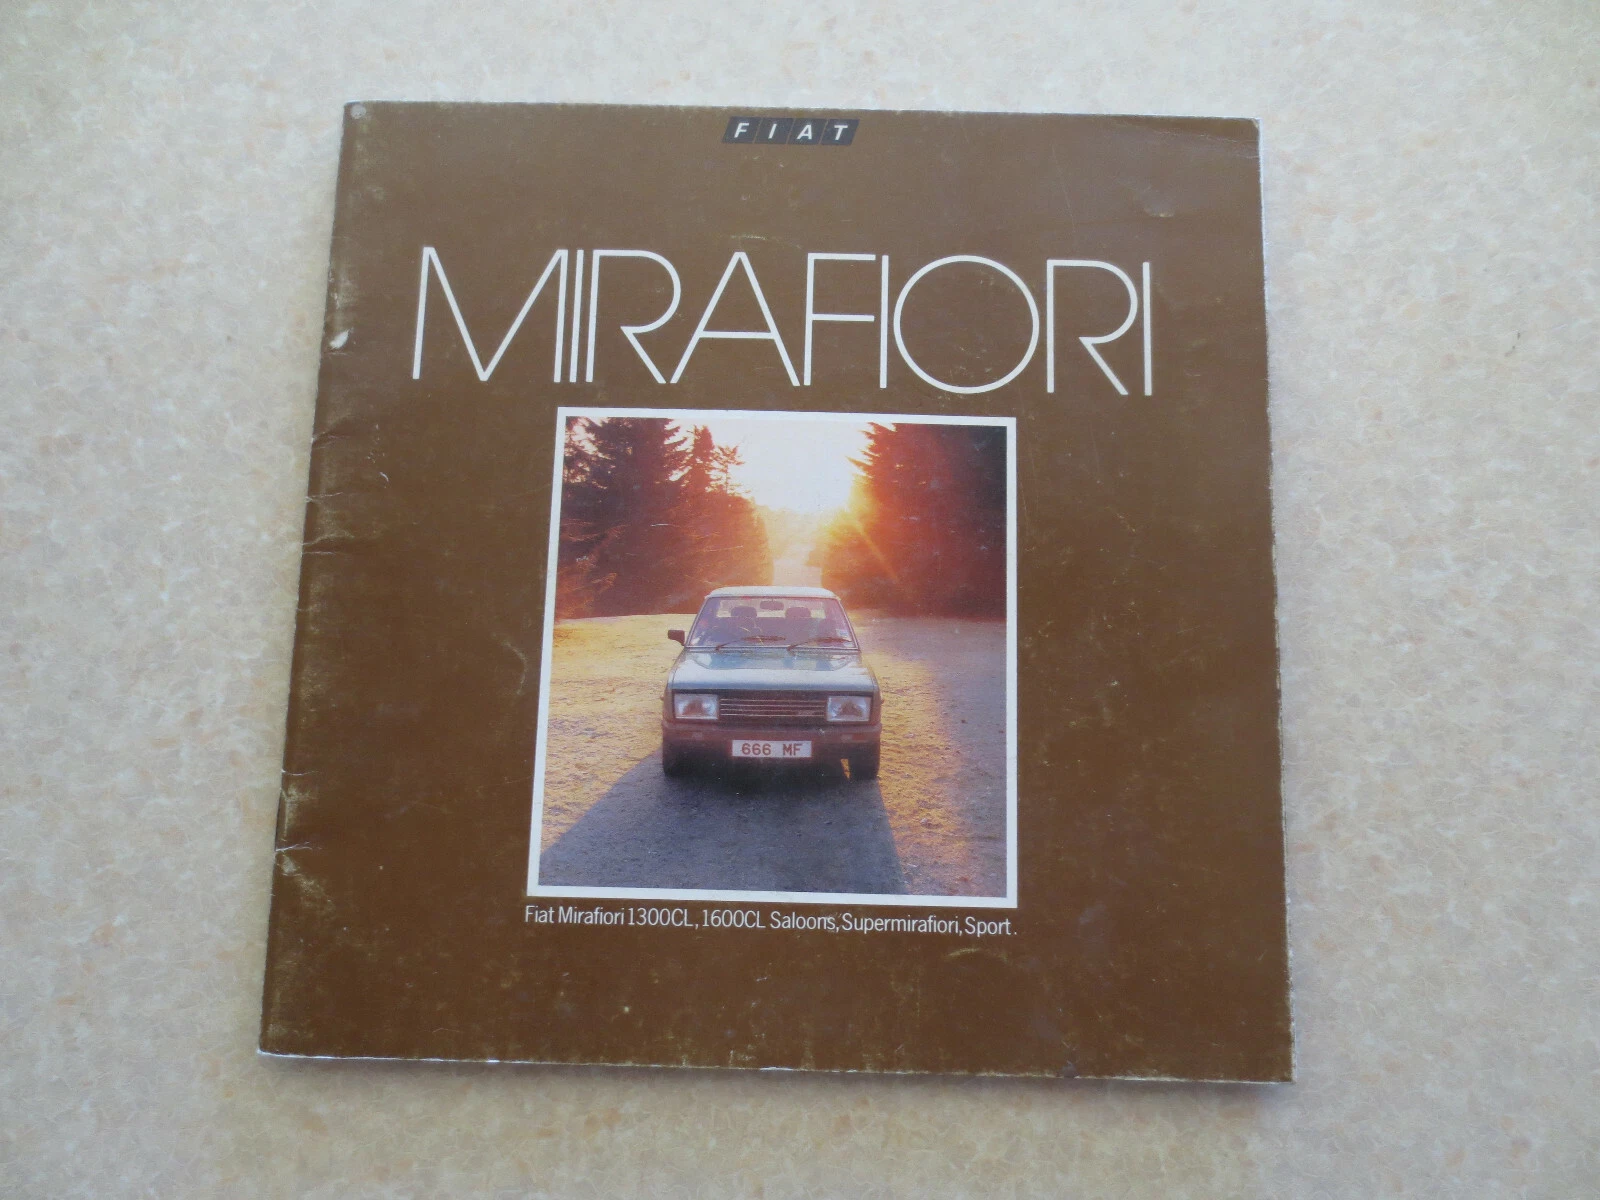 FIAT
MIRAFIORI
666 MF
Fiat Mirafiori 1300CL, 1600CL Saloons, Supermirafiori, Sport.